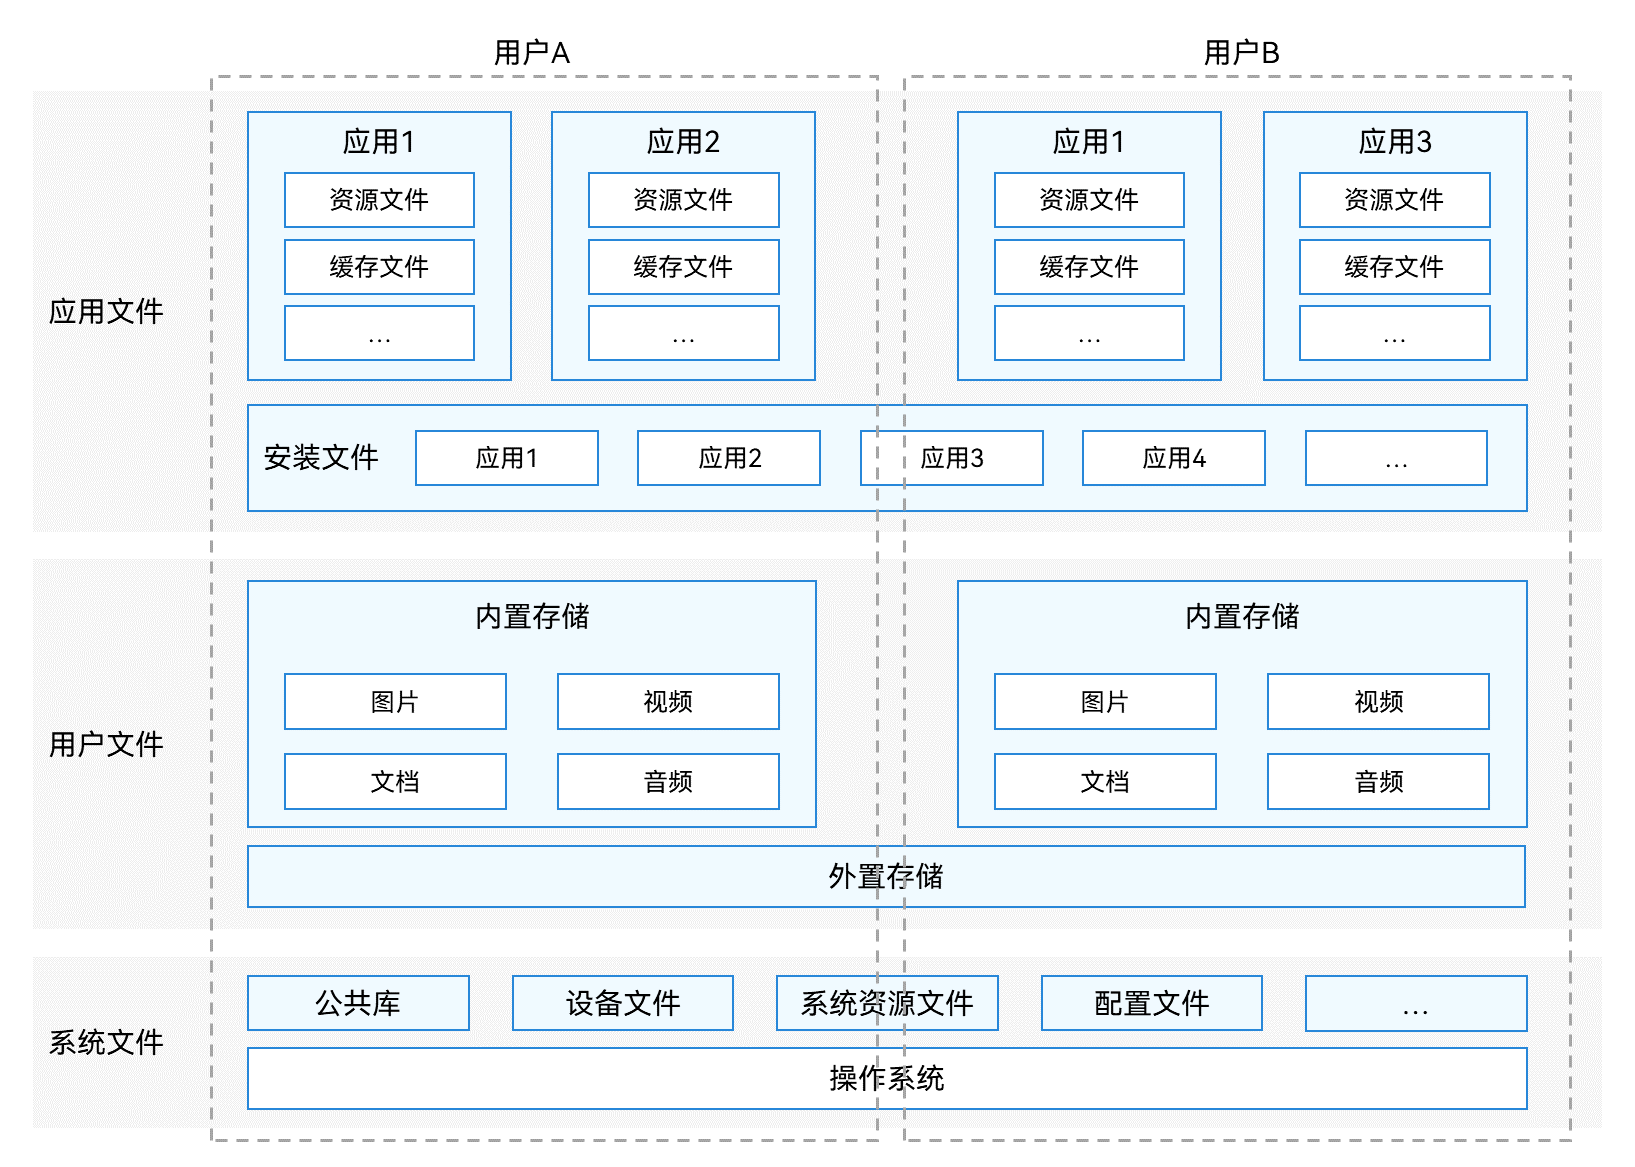 用户A
用户B
应用文件
应用1
资源文件
缓存文件
...
应用2
资源文件
缓存文件
...
应用1
资源文件
缓存文件
...
应用3
资源文件
缓存文件
...
安装文件
应用1
应用2
应用3
应用4
...
用户文件
内置存储
图片
视频
文档
音频
内置存储
图片
视频
文档
音频
外置存储
系统文件
公共库
设备文件
系统资源文件
配置文件
...
操作系统